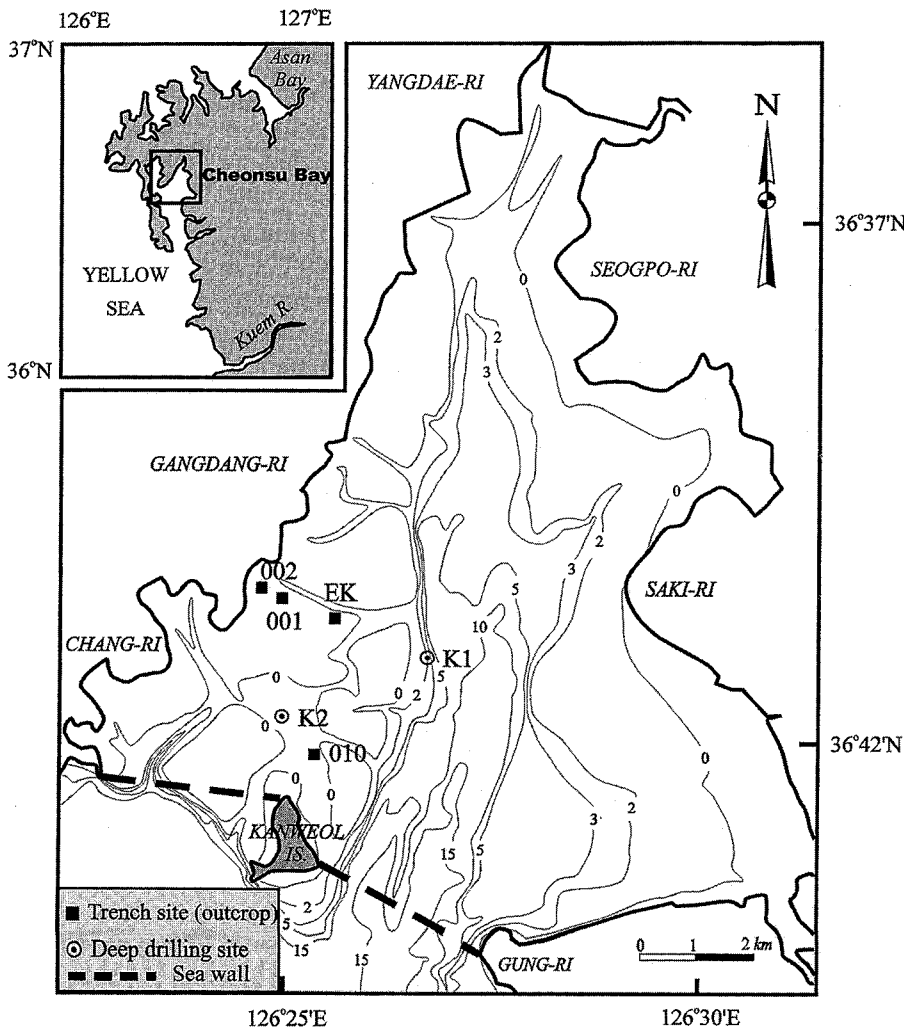 126°E
127°E
37°N
Asan
Bay
Cheonsu Bay
YELLOW
SEA
Kuem R.
36°N
YANGDAE-RI
N
36°37'N
SEOGPO-RI
0
2
3
GANGDANG-RI
0
2
3
002
001
EK
5
10
SAKI-RI
CHANG-RI
K1
0
0
2
5
K2
0
010
36°42'N
0
0
0
KANWEOL
IS.
3
2
15
5
Trench site (outcrop)
Deep drilling site
Sea wall
2
5
15
15
GUNG-RI
0 1 2 km
126°25'E
126°30'E